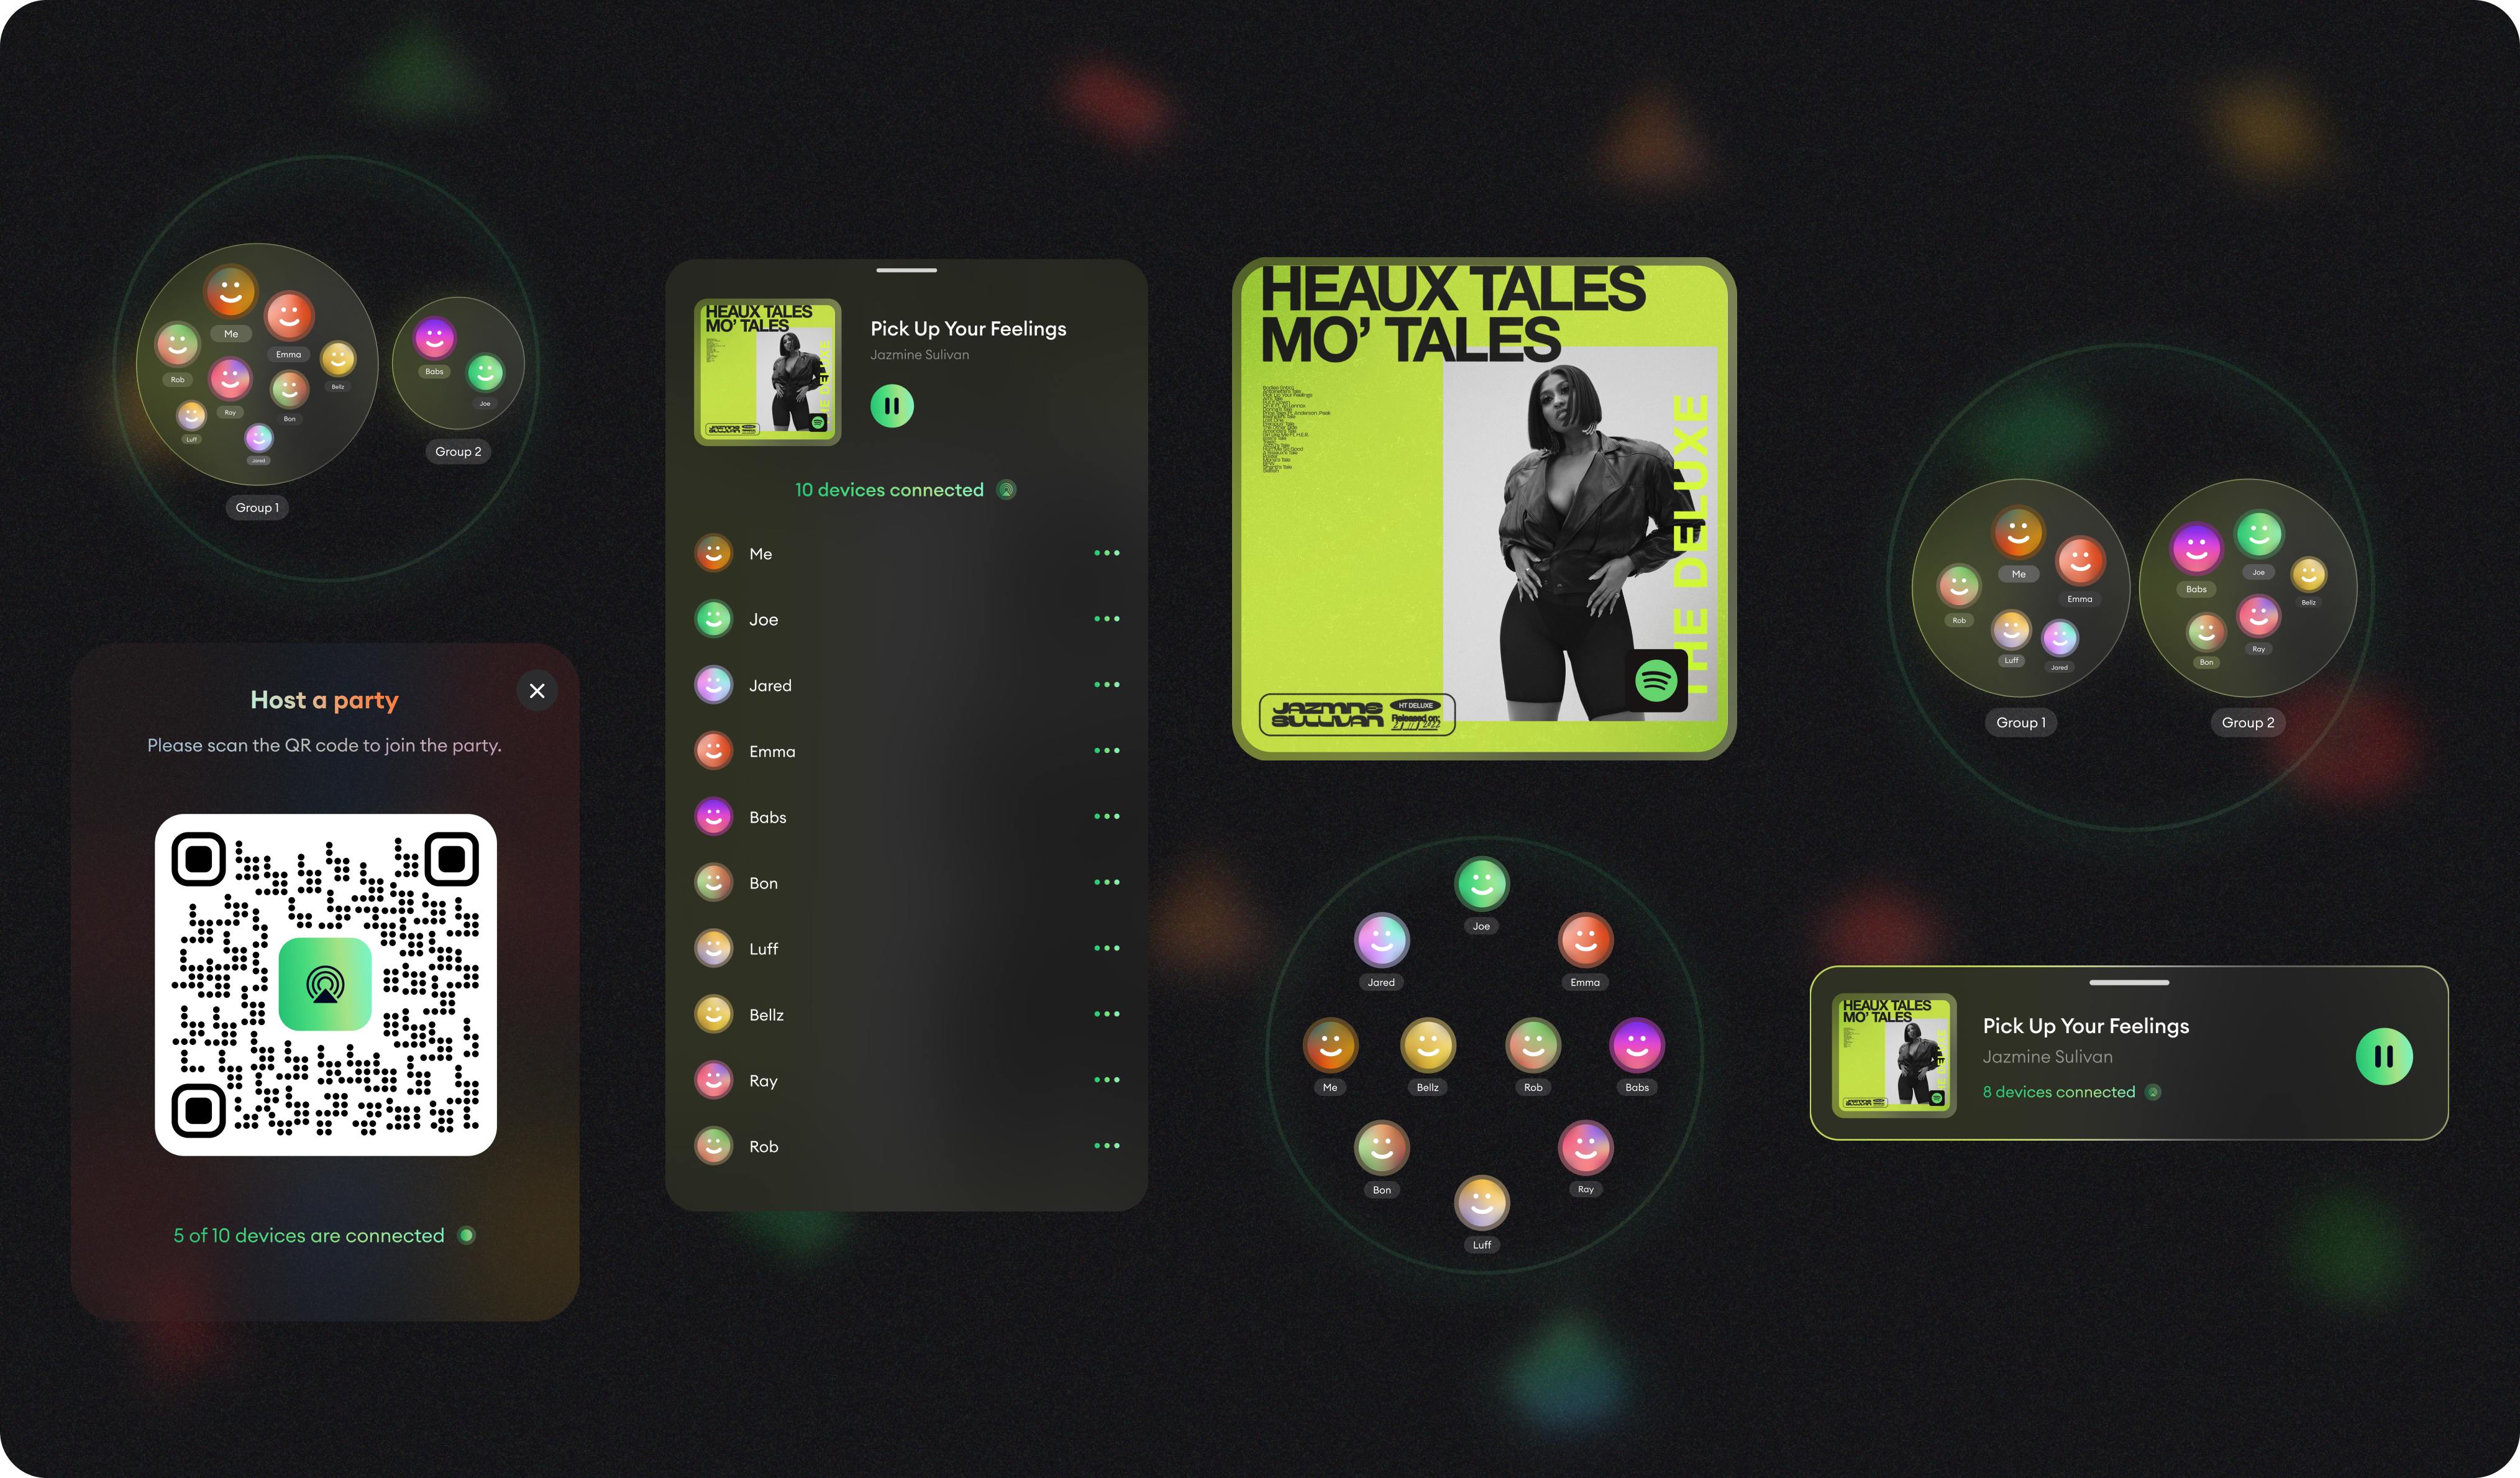 Me
Emma
Rob
Bellz
Ray
Bon
Luff
Jared
Group 1
Babs
Joe
Group 2
Host a party
Please scan the QR code to join the party.
5 of 10 devices are connected
HEAUX TALES
MO' TALES
THE DELUXE
Pick Up Your Feelings
Jazmine Sulivan
10 devices connected
Me
Joe
Jared
Emma
Babs
Bon
Luff
Bellz
Ray
Rob
HEAUX TALES
MO' TALES
THE DELUXE
JAZMINE
SULLIVAN
HT DELUXE
Released on:
Joe
Jared
Emma
Me
Bellz
Rob
Babs
Bon
Ray
Luff
Me
Emma
Rob
Luff
Jared
Group 1
Babs
Joe
Bellz
Ray
Bon
Group 2
HEAUX TALES
MO' TALES
Pick Up Your Feelings
Jazmine Sulivan
8 devices connected